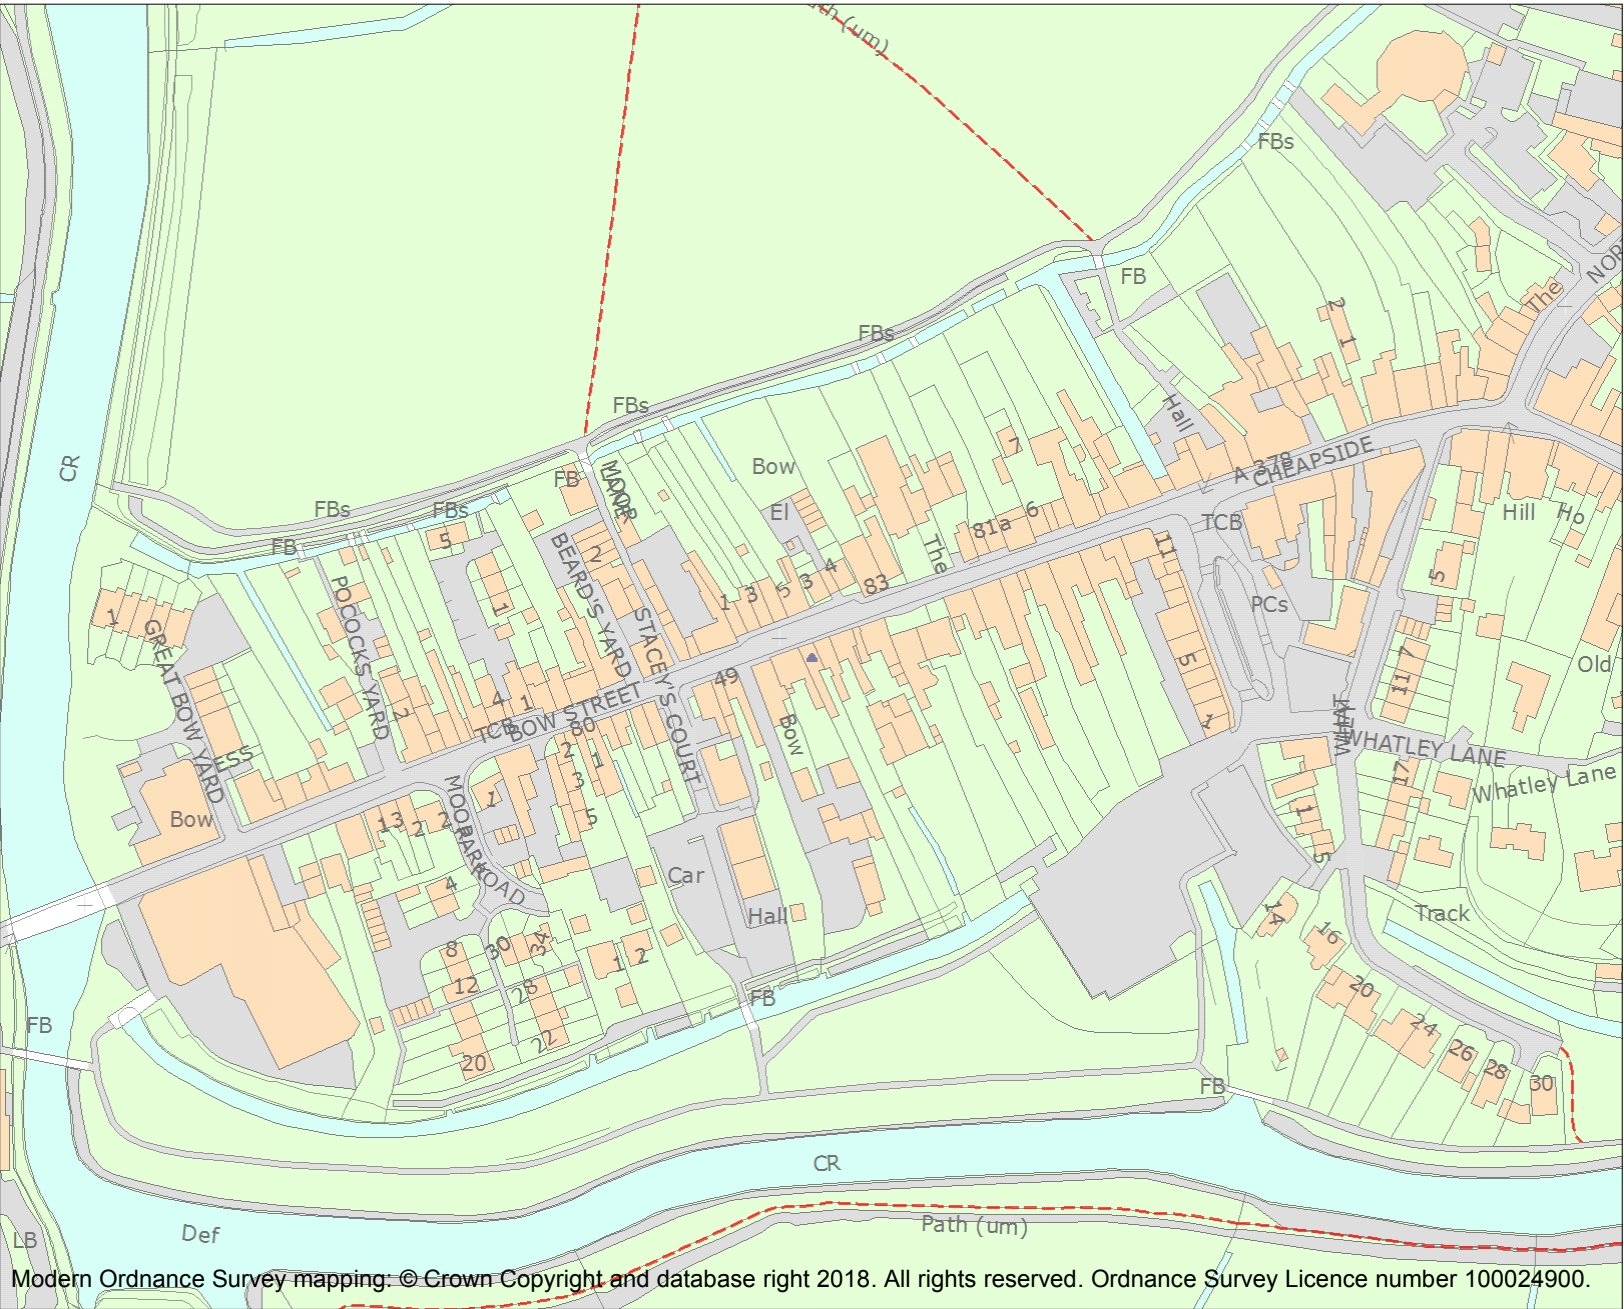 Path (um)
FBs
FB
The
NOR
2
1
FBs
Hall
FBs
A 378
CHEAPSIDE
7
CR
Bow
FB
MOOR
LANE
FBs
FBs
El
81a
6
TCB
Hill
Ho
FB
5
2
The
11
5
1
BEARD'S YARD
1
3
5
3
4
83
PCs
1
GREAT BOW YARD
POCOCKS YARD
STACEY'S COURT
5
7
11
Old
4
1
2
49
TCB
BOW STREET
80
Bow
1
WHATLEY LANE
Whatley Lane
ESS
2
1
3
5
17
Bow
13
2
2
1
MOOR
PARK
ROAD
1
5
4
Car
Hall
1A
16
Track
8
30
34
12
28
1
2
20
FB
FB
24
22
20
26
28
30
FB
CR
Def
Path (um)
LB
Modern Ordnance Survey mapping: © Crown Copyright and database right 2018. All rights reserved. Ordnance Survey Licence number 100024900.